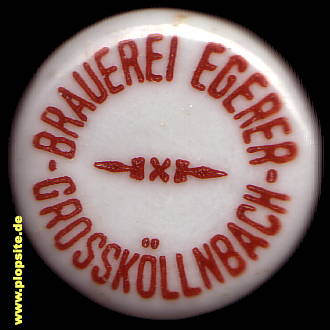 BRAUEREI EGERER
- GROSSKÖLLNBACH -
© www.plopsite.de